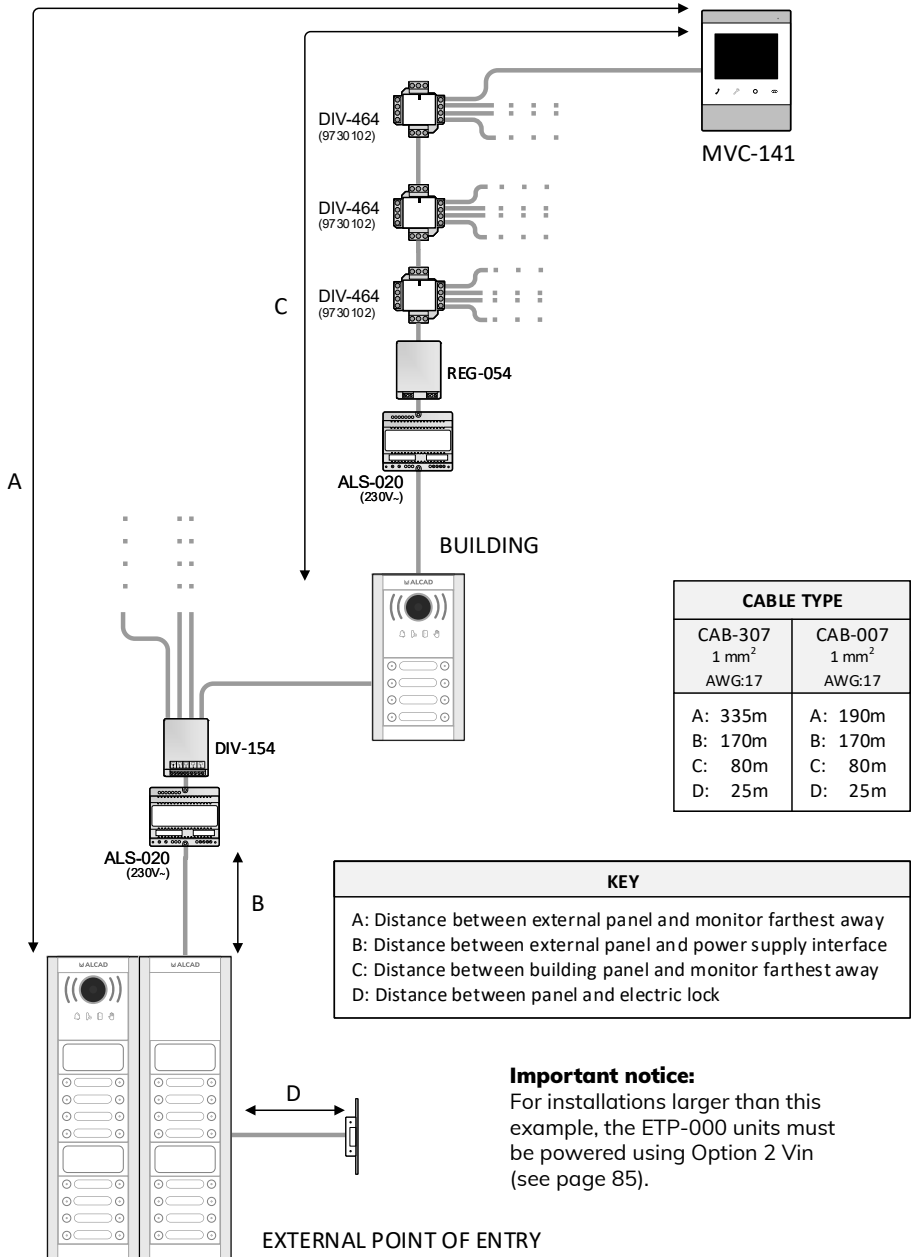 DIV-464
(9730102)
MVC-141
DIV-464
(9730102)
DIV-464
(9730102)
C
REG-054
A
ALS-020
(230V~)
BUILDING
ALCAD
DIV-154
ALS-020
(230V~)
B
CABLE TYPE
CAB-307
1 mm²
AWG:17
A: 335m
B: 170m
C: 80m
D: 25m
CAB-007
1 mm²
AWG:17
A: 190m
B: 170m
C: 80m
D: 25m
KEY
A: Distance between external panel and monitor farthest away
B: Distance between external panel and power supply interface
C: Distance between building panel and monitor farthest away
D: Distance between panel and electric lock
ALCAD
ALCAD
D
Important notice:
For installations larger than this
example, the ETP-000 units must
be powered using Option 2 Vin
(see page 85).
EXTERNAL POINT OF ENTRY